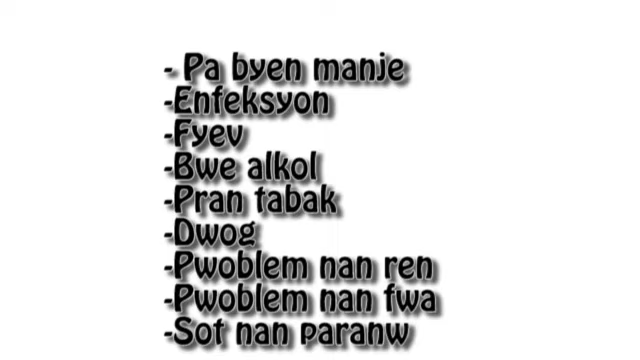 - Pa byen manje
-Enfeksyon
-Fyev
-Bwe alkol
-Pran tabak
-Dwog
-Pwoblem nan ren
-Pwoblem nan fwa
-Sot nan paranw